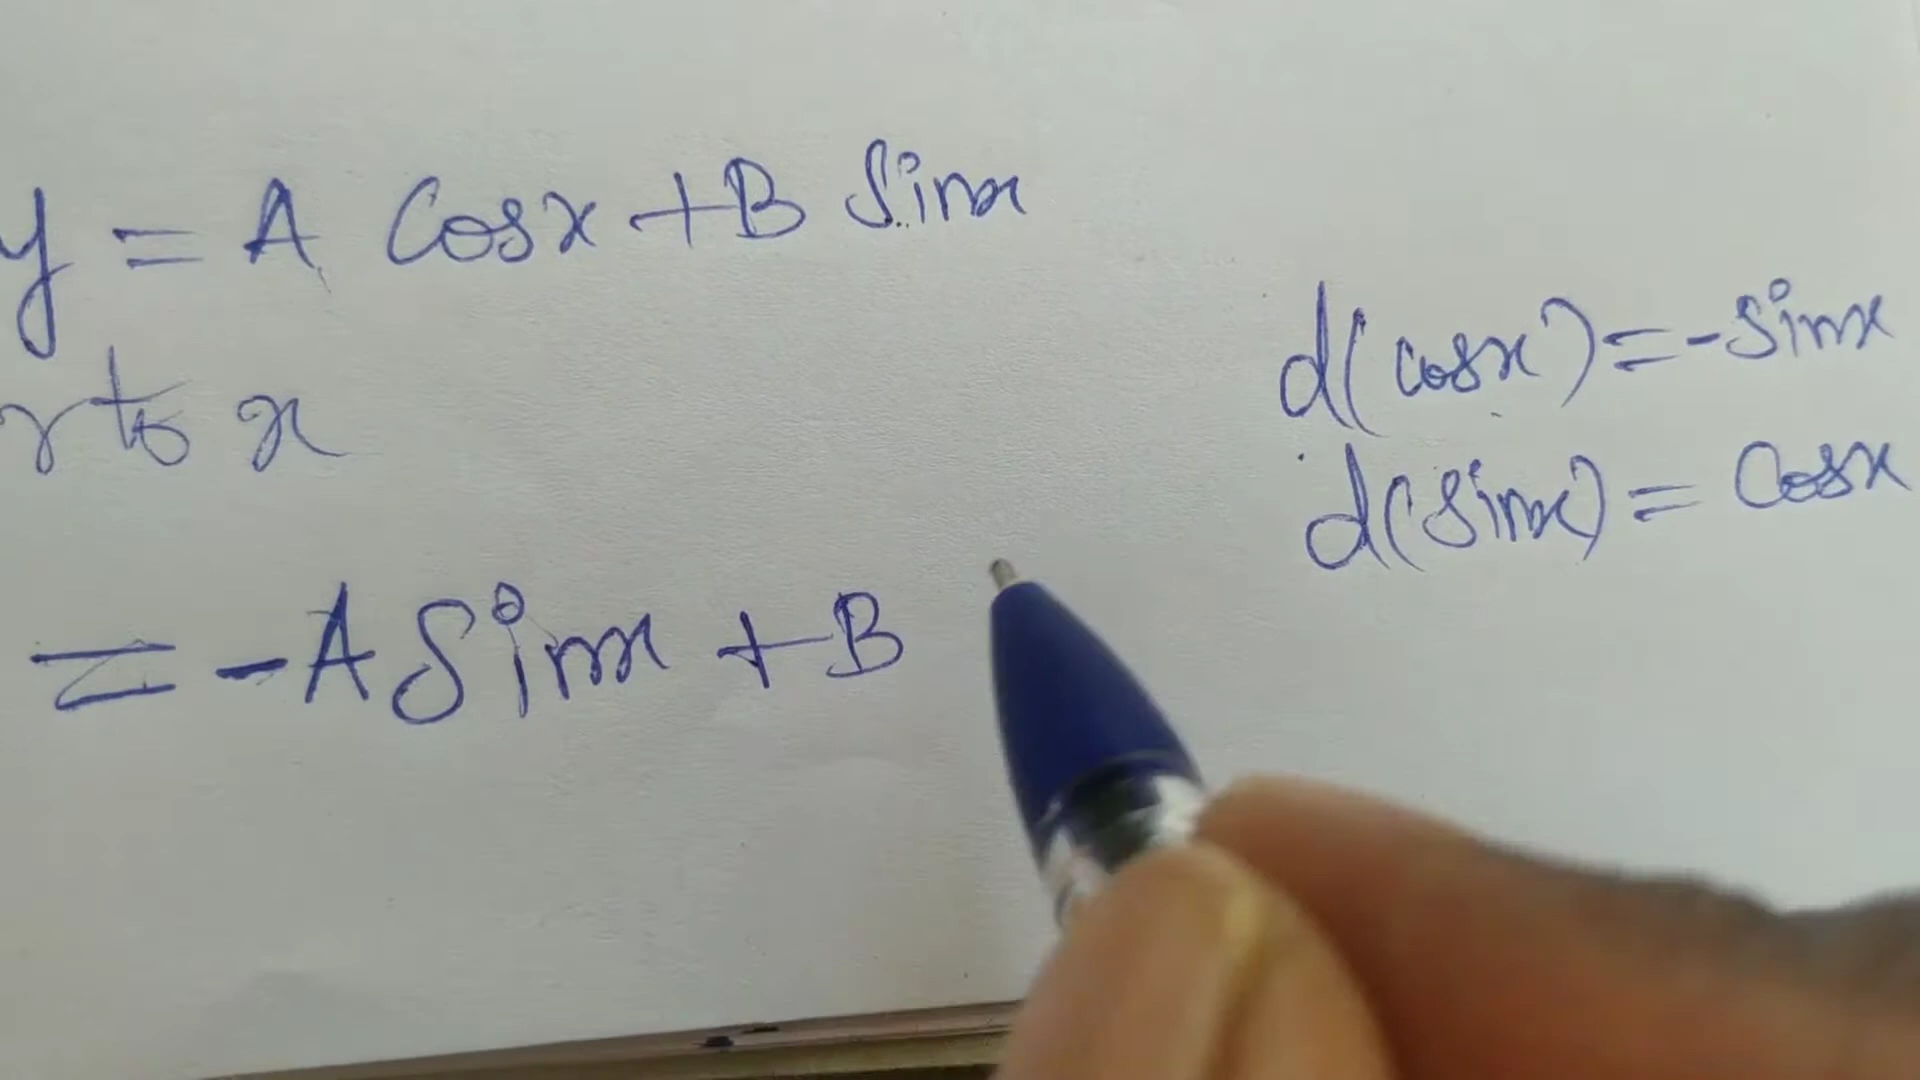 y = A Cosx + B Sinx
r to x
= -A Sinx + B
d(cosx) = -Sinx
d(Sinx) = Cosx